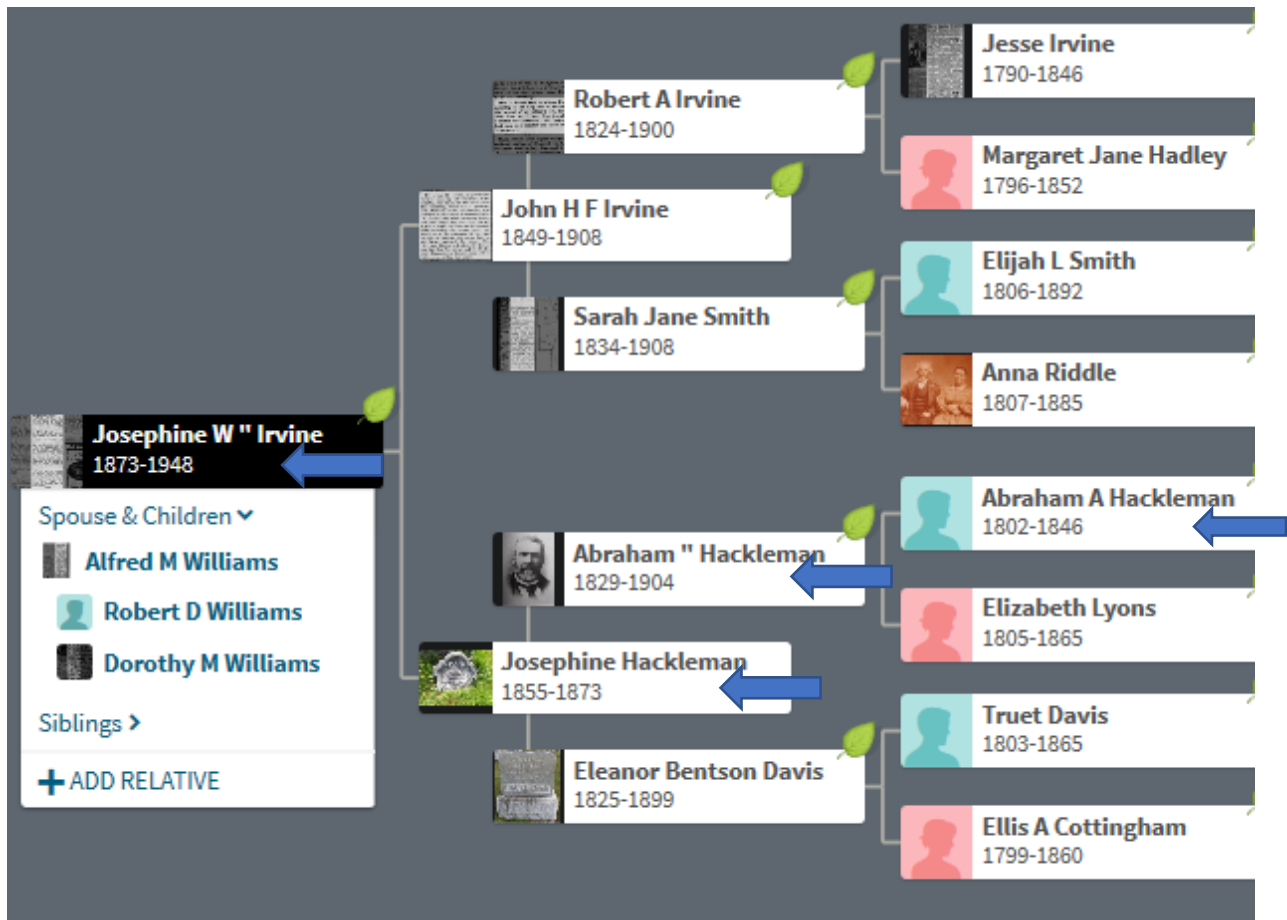 Jesse Irvine
1790-1846
Robert A Irvine
1824-1900
Margaret Jane Hadley
1796-1852
John H F Irvine
1849-1908
Elijah L Smith
1806-1892
Sarah Jane Smith
1834-1908
Anna Riddle
1807-1885
Josephine W " Irvine
1873-1948
Spouse & Children
Alfred M Williams
Robert D Williams
Dorothy M Williams
Siblings
ADD RELATIVE
Abraham A Hackleman
1802-1846
Abraham " Hackleman
1829-1904
Elizabeth Lyons
1805-1865
Josephine Hackleman
1855-1873
Truet Davis
1803-1865
Eleanor Bentson Davis
1825-1899
Ellis A Cottingham
1799-1860